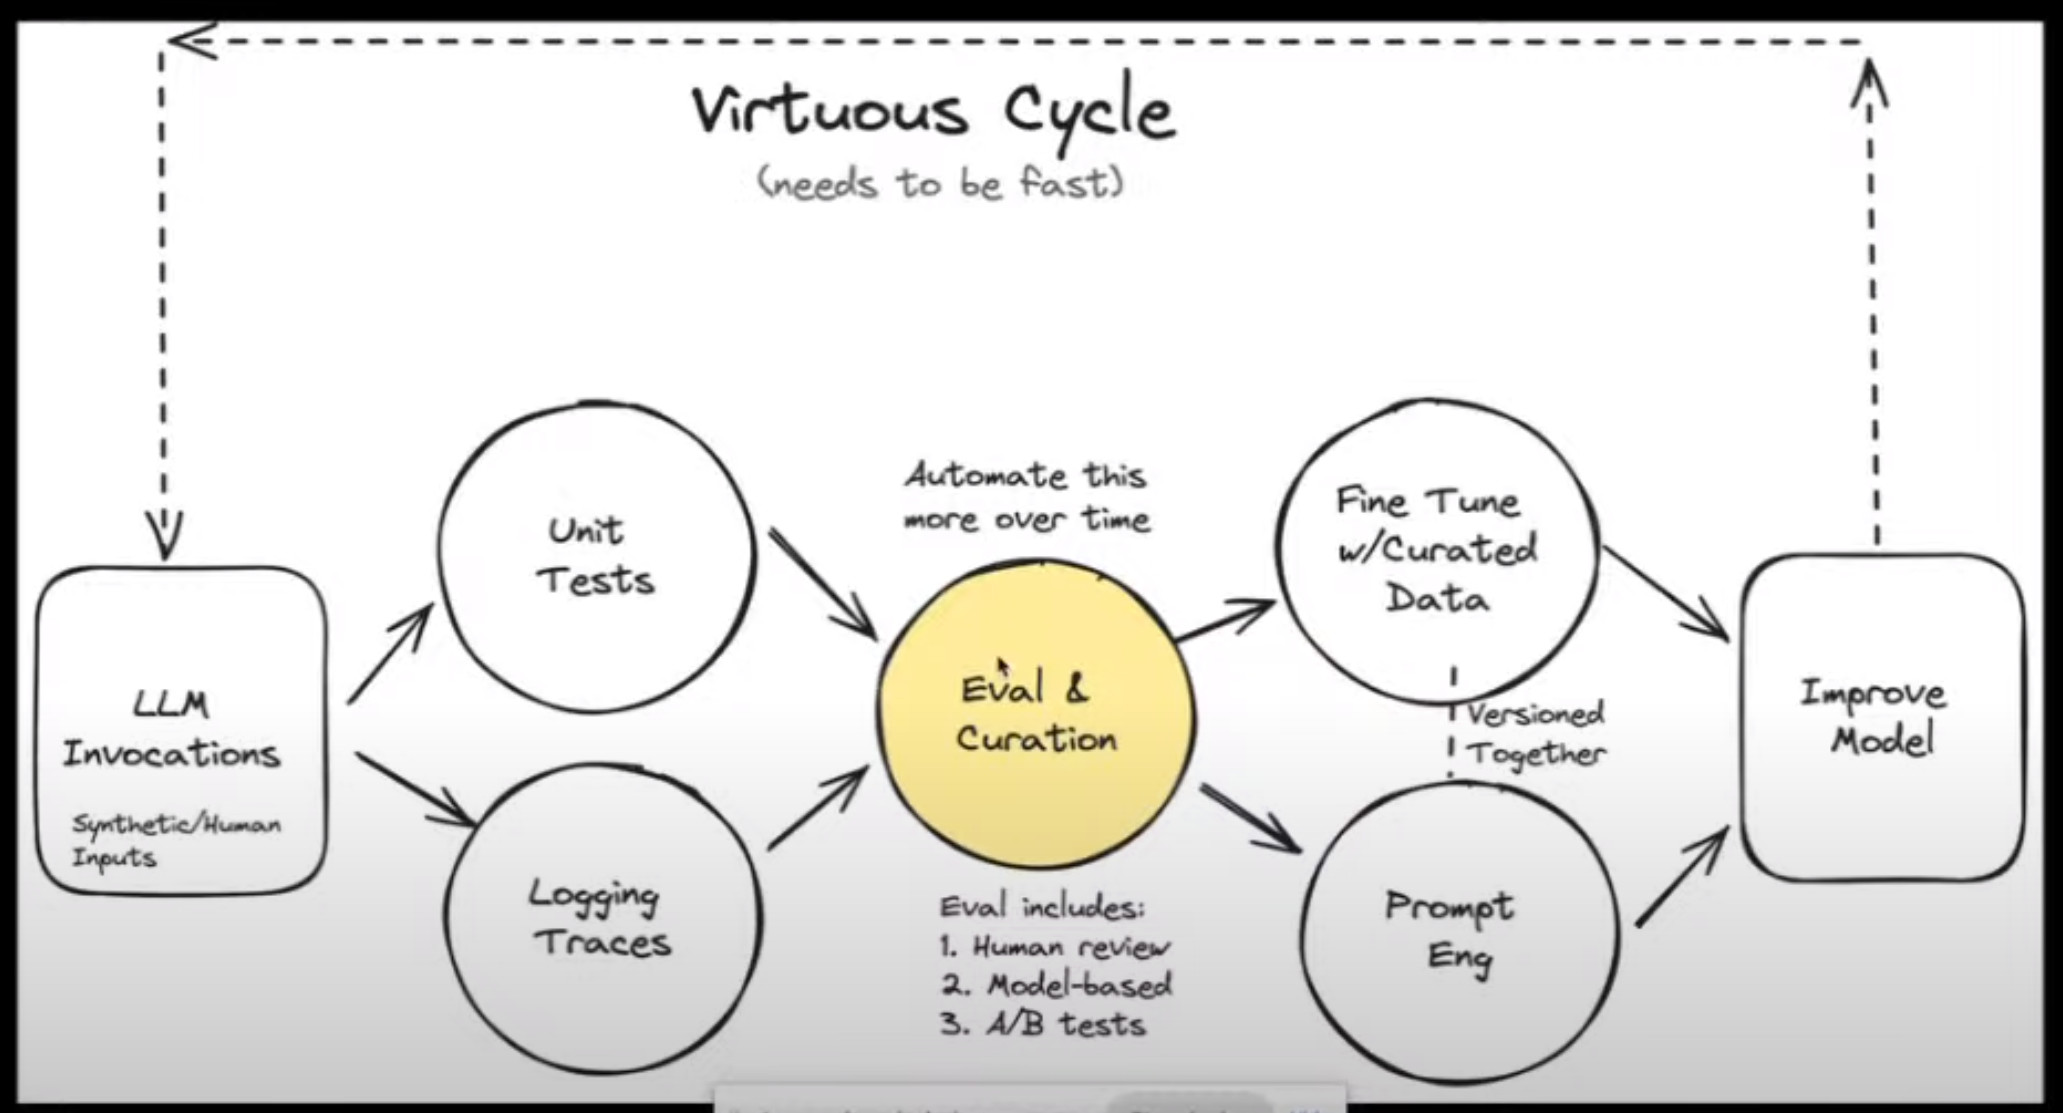 Virtuous Cycle
(needs to be fast)
LLM
Invocations
Synthetic/Human
Inputs
Unit
Tests
Logging
Traces
Automate this
more over time
Eval &
Curation
Eval includes:
1. Human review
2. Model-based
3. A/B tests
Fine Tune
w/Curated
Data
Versioned
Together
Prompt
Eng
Improve
Model